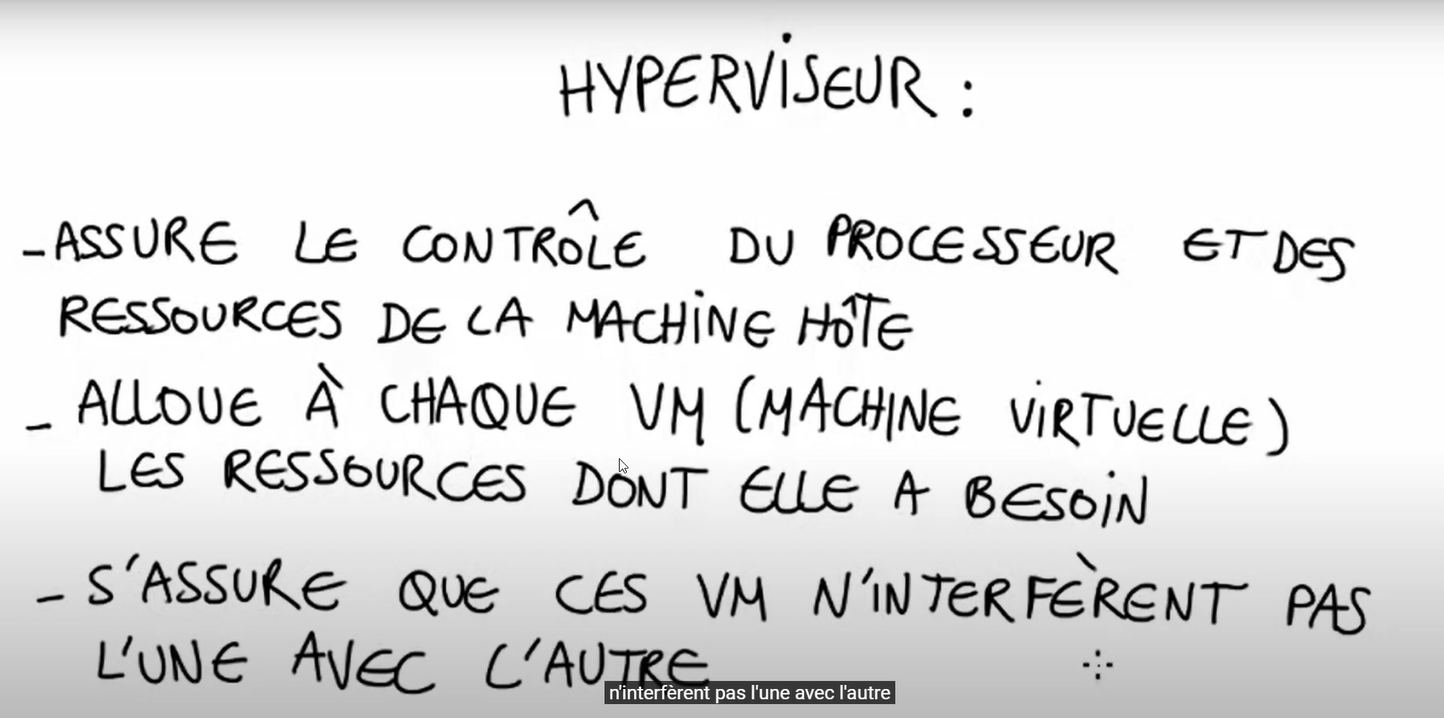 HYPERVISEUR :
- ASSURE LE CONTRÔLE DU PROCESSEUR ET DES
RESSOURCES DE LA MACHINE HÔTE
- ALLOUE À CHAQUE VM (MACHINE VIRTUELLE)
LES RESSOURCES DONT ELLE A BESOIN
- S'ASSURE QUE CES VM N'INTERFÈRENT PAS
L'UNE AVEC L'AUTRE
n'interfèrent pas l'une avec l'autre